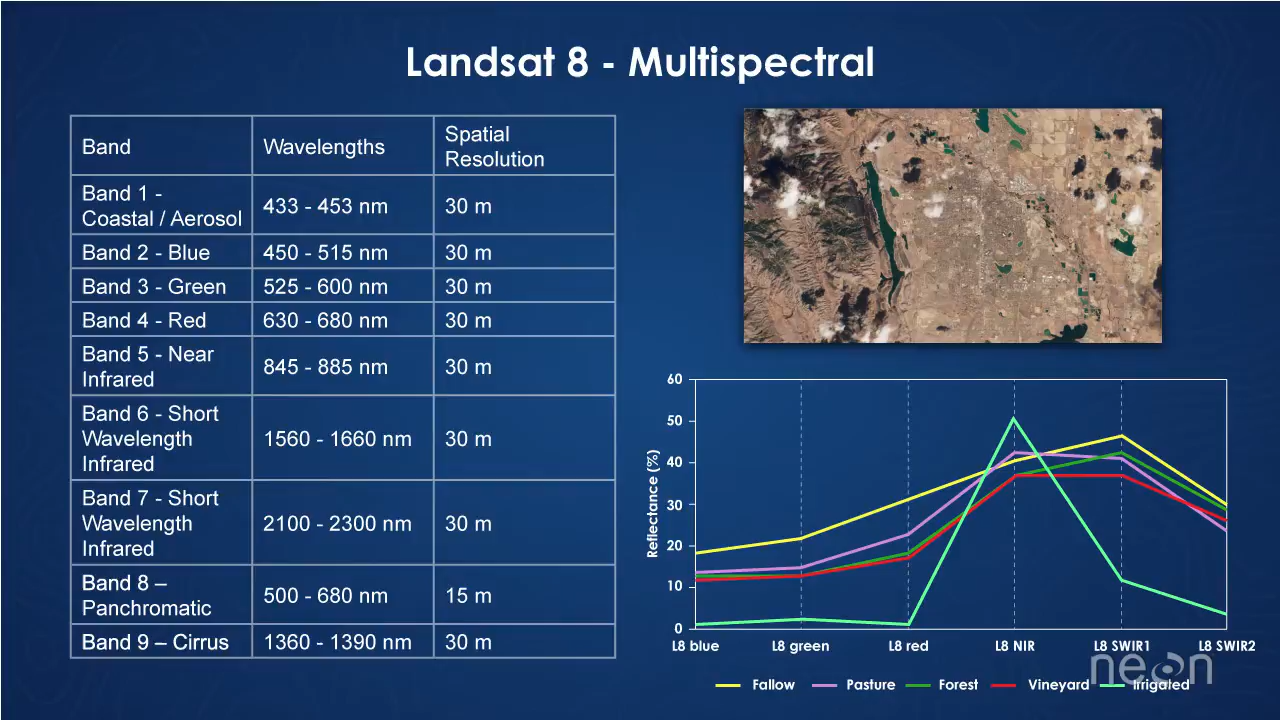 Landsat 8 - Multispectral
Band Wavelengths Spatial
Resolution
Band 1 -
Coastal / Aerosol 433 - 453 nm 30 m
Band 2 - Blue 450 - 515 nm 30 m
Band 3 - Green 525 - 600 nm 30 m
Band 4 - Red 630 - 680 nm 30 m
Band 5 - Near
Infrared 845 - 885 nm 30 m
Band 6 - Short
Wavelength
Infrared 1560 - 1660 nm 30 m
Band 7 - Short
Wavelength
Infrared 2100 - 2300 nm 30 m
Band 8 –
Panchromatic 500 - 680 nm 15 m
Band 9 – Cirrus 1360 - 1390 nm 30 m
Reflectance (%)
60
50
40
30
20
10
0
L8 blue L8 green L8 red L8 NIR L8 SWIR1 L8 SWIR2
Fallow Pasture Forest Vineyard Irrigated
neon